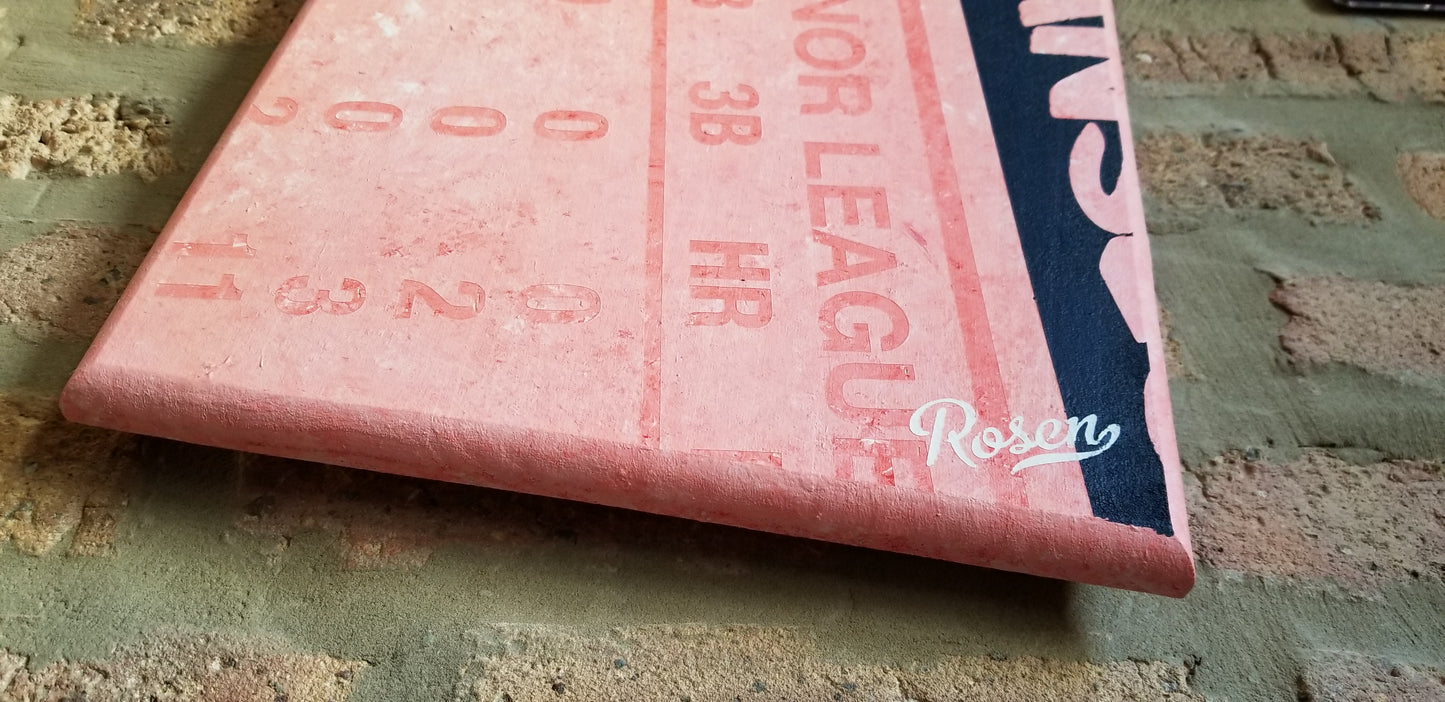 NOR LEAGUE
3B HR
0 0
0 2
0 3
2 11
Rosen